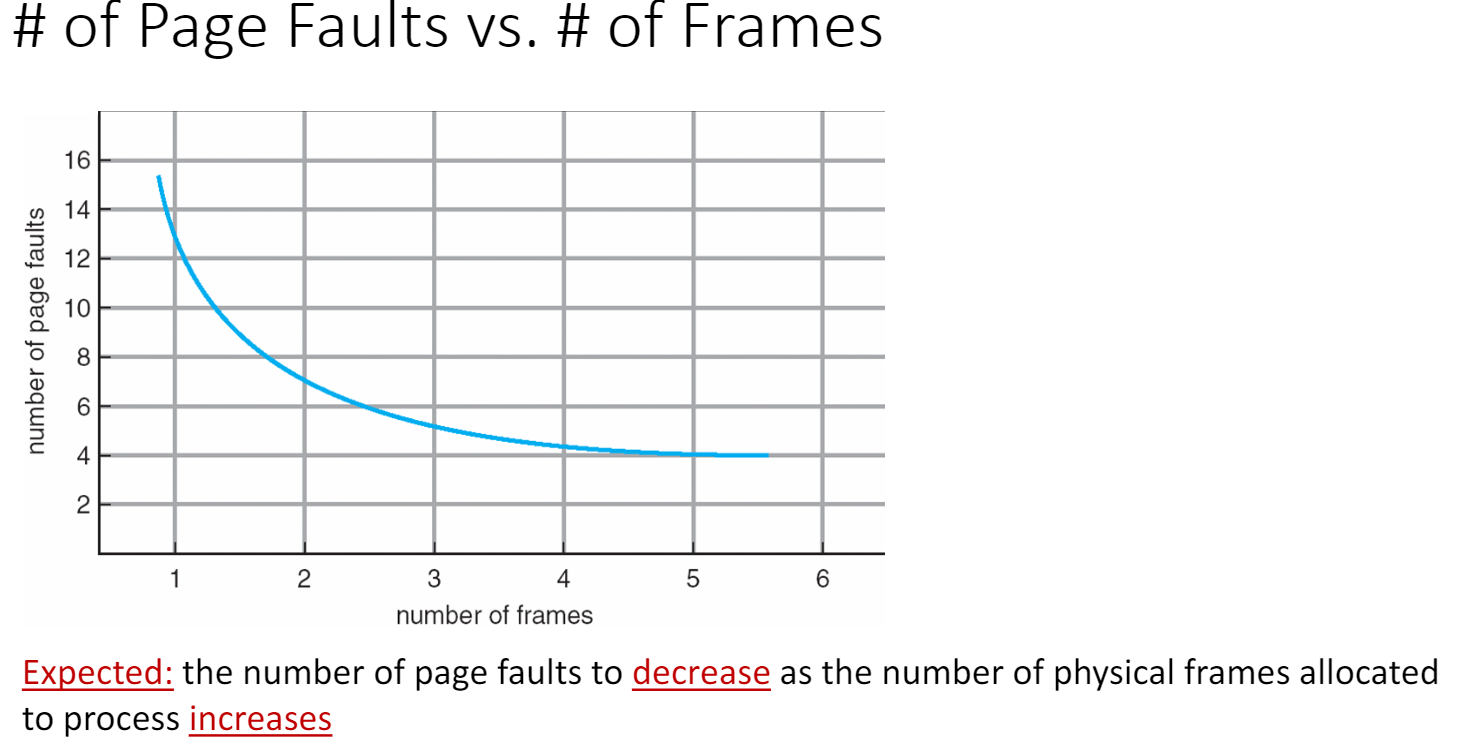 # of Page Faults vs. # of Frames
number of page faults
16
14
12
10
8
6
4
2
1 2 3 4 5 6
number of frames
Expected: the number of page faults to decrease as the number of physical frames allocated
to process increases